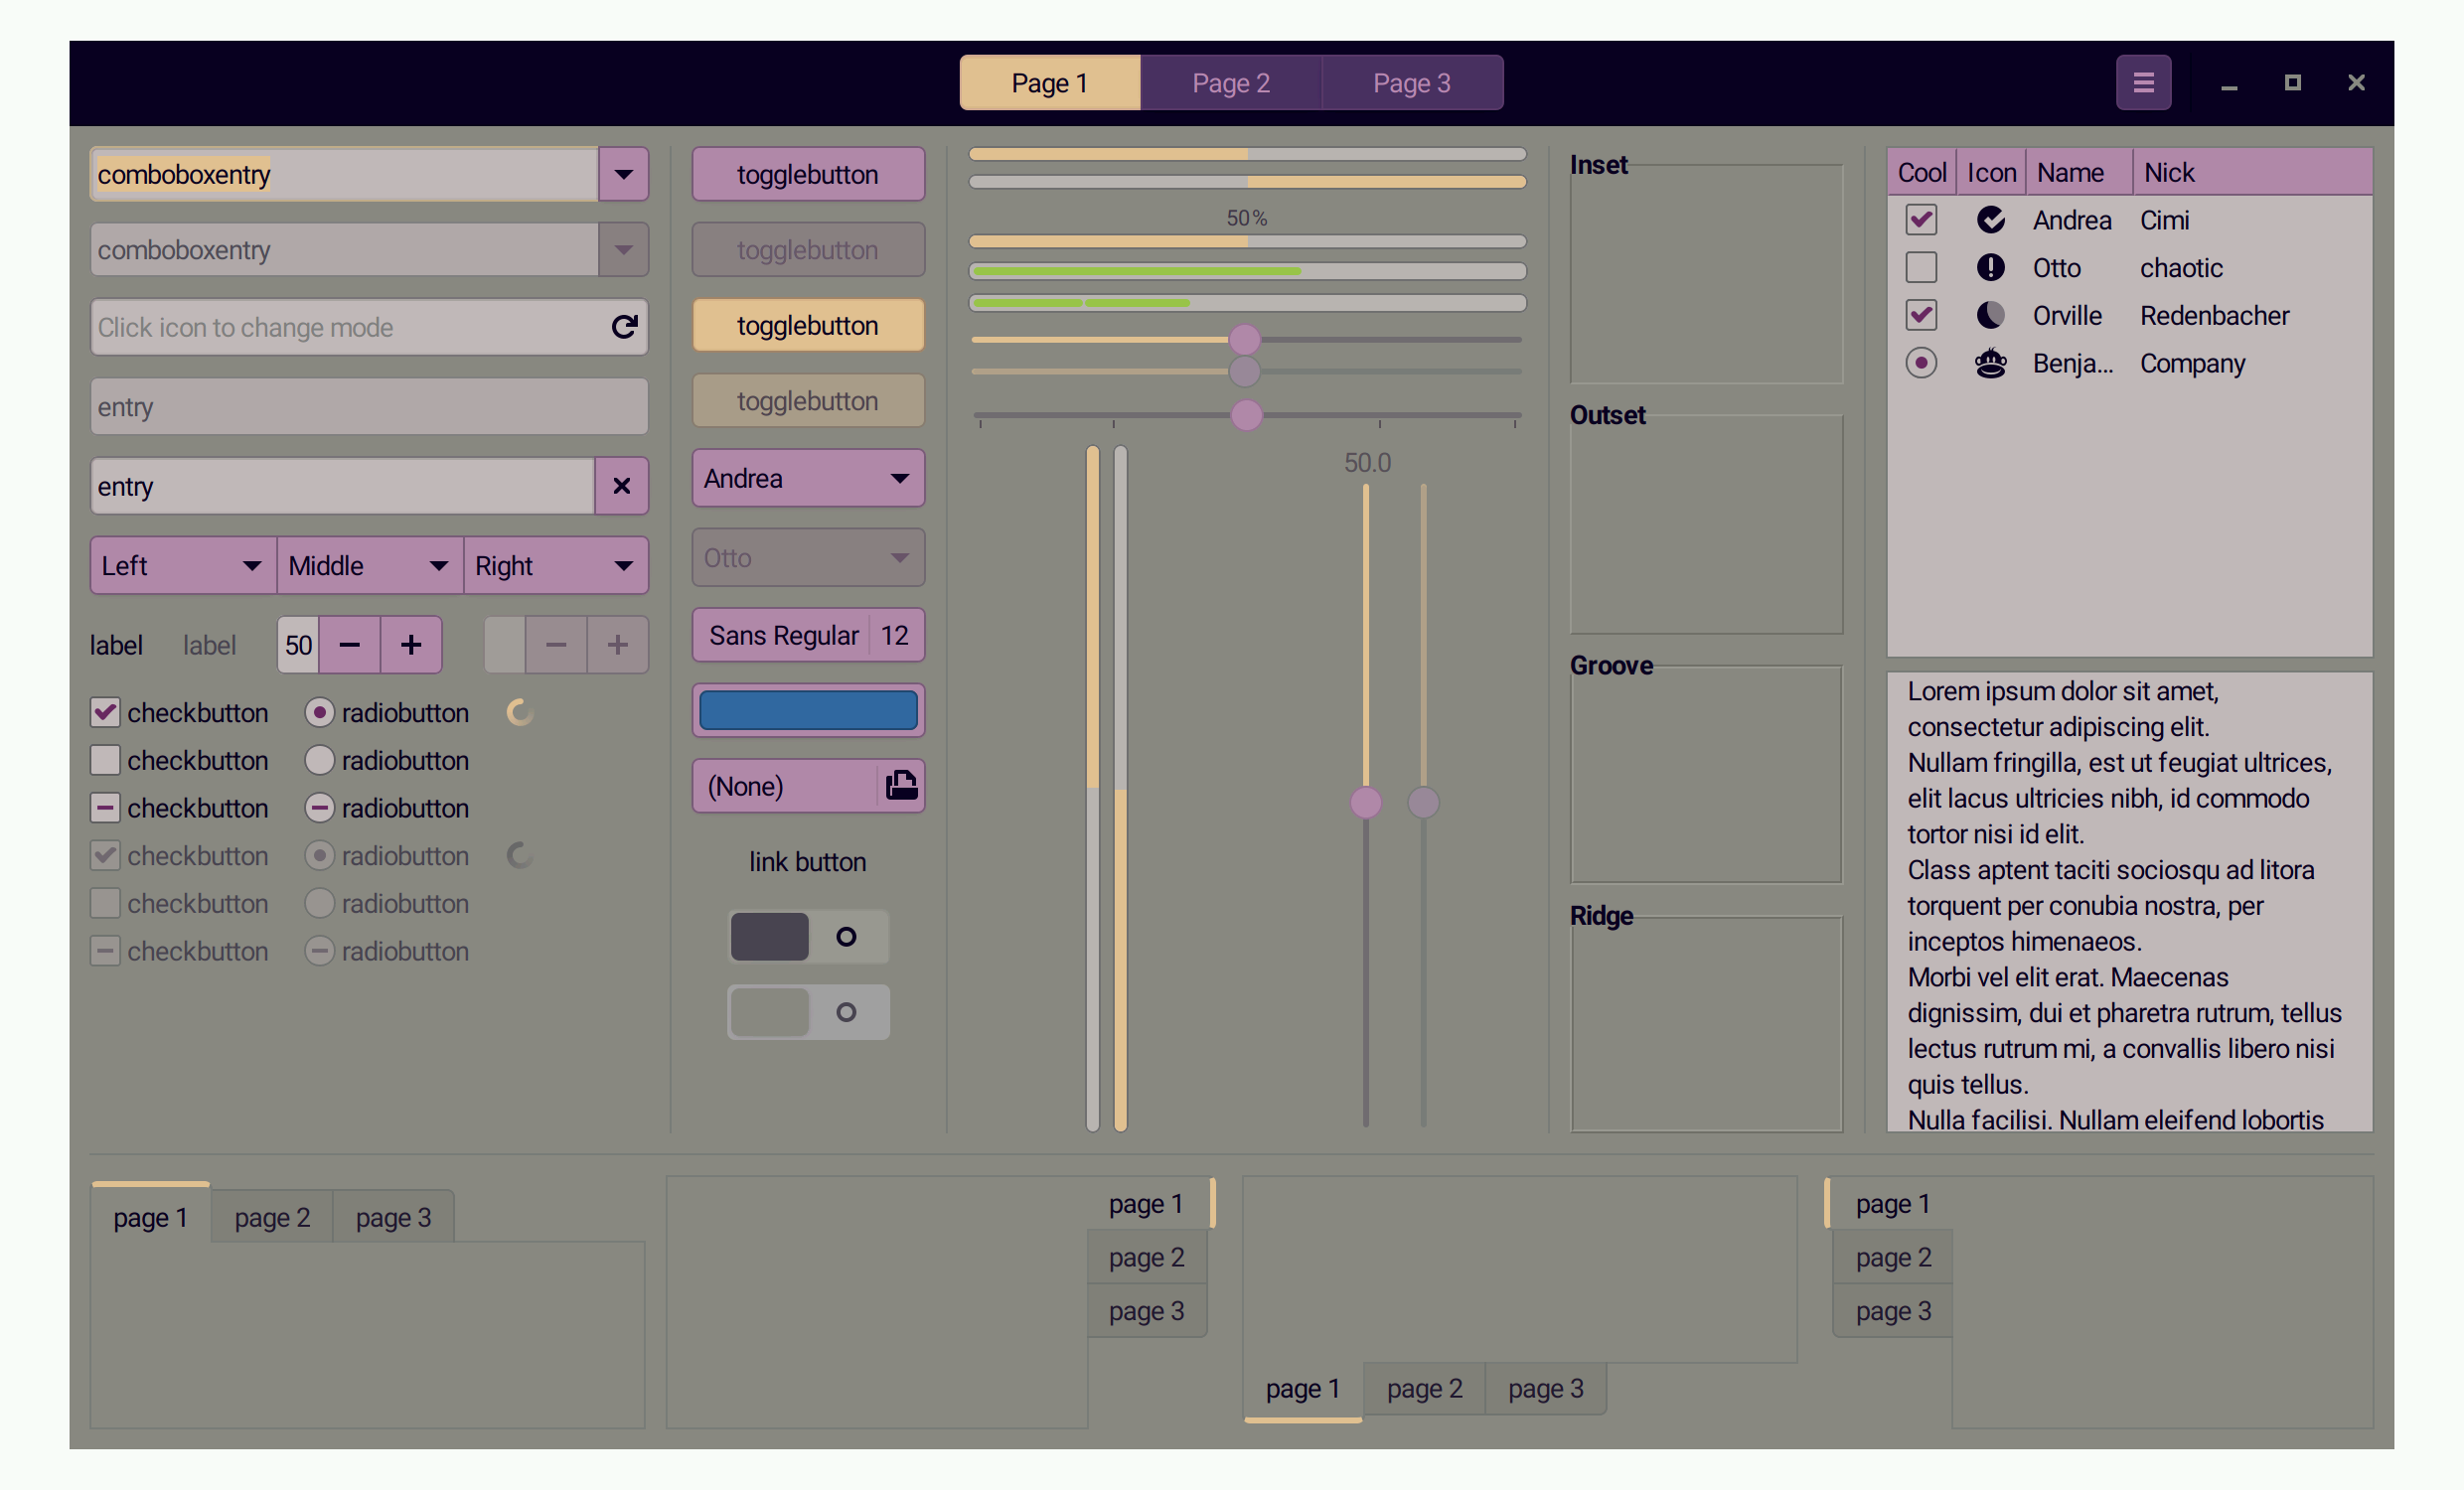 Page 1
Page 2
Page 3
comboboxentry
comboboxentry
Click icon to change mode
entry
entry
Left
Middle
Right
label
label
50
checkbutton
radiobutton
checkbutton
radiobutton
checkbutton
radiobutton
checkbutton
radiobutton
checkbutton
radiobutton
checkbutton
radiobutton
togglebutton
togglebutton
togglebutton
togglebutton
Andrea
Otto
Sans Regular 12
(None)
link button
50%
50.0
Inset
Outset
Groove
Ridge
Cool Icon Name Nick
Andrea Cimi
Otto chaotic
Orville Redenbacher
Benja... Company
Lorem ipsum dolor sit amet,
consectetur adipiscing elit.
Nullam fringilla, est ut feugiat ultrices,
elit lacus ultricies nibh, id commodo
tortor nisi id elit.
Class aptent taciti sociosqu ad litora
torquent per conubia nostra, per
inceptos himenaeos.
Morbi vel elit erat. Maecenas
dignissim, dui et pharetra rutrum, tellus
lectus rutrum mi, a convallis libero nisi
quis tellus.
Nulla facilisi. Nullam eleifend lobortis
page 1
page 2
page 3
page 1
page 2
page 3
page 1
page 2
page 3
page 1
page 2
page 3